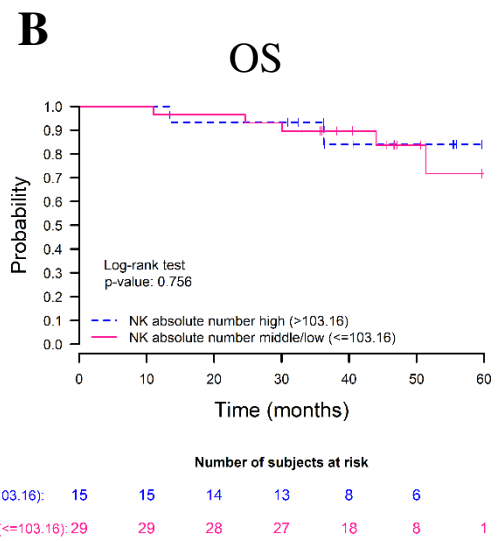 B
OS
Probability
1.0
0.9
0.8
0.7
0.6
0.5
0.4
0.3
0.2
0.1
0.0
Log-rank test
p-value: 0.756
NK absolute number high (>103.16)
NK absolute number middle/low (<=103.16)
0 10 20 30 40 50 60
Time (months)
Number of subjects at risk
03.16): 15 15 14 13 8 6
(<=103.16): 29 29 28 27 18 8 1